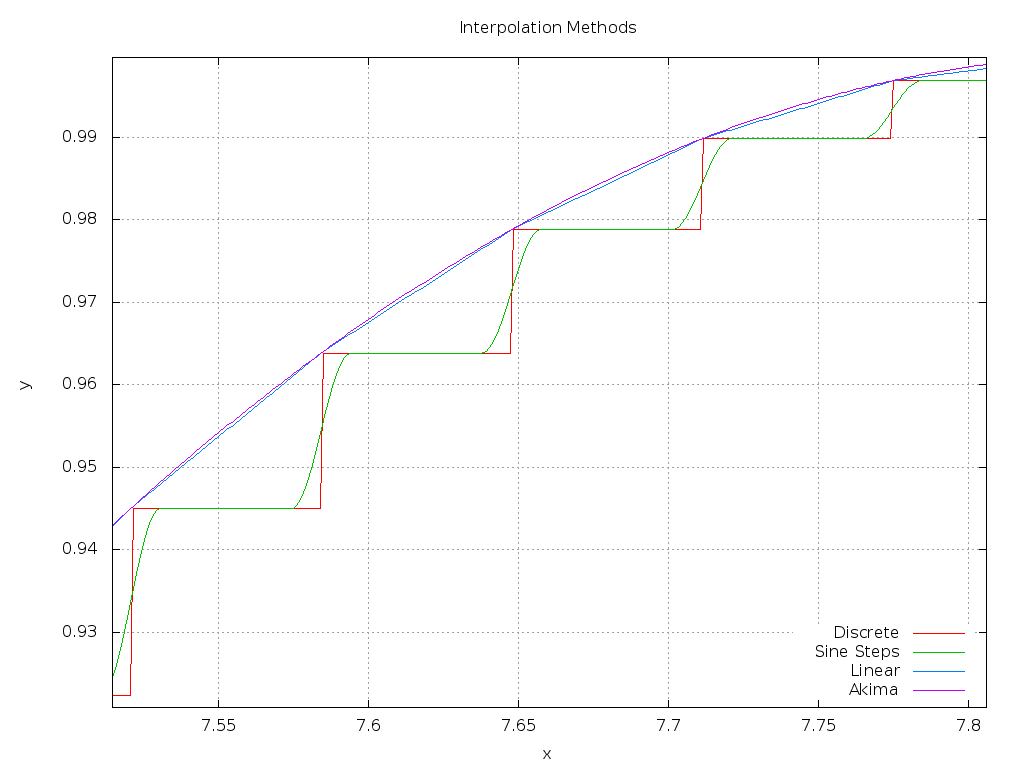 Interpolation Methods
0.99
0.98
0.97
0.96
y
0.95
0.94
0.93
Discrete
Sine Steps
Linear
Akima
7.55 7.6 7.65 7.7 7.75 7.8
x